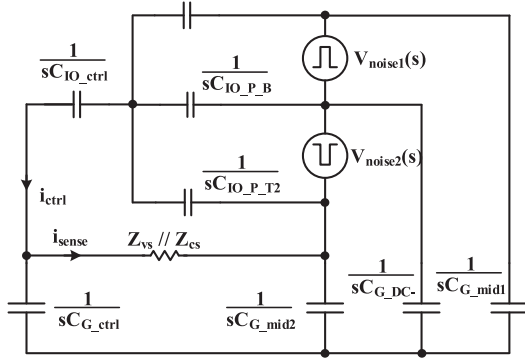 1
sC_IO_ctrl
1
sC_IO_P_B
V_noise1(s)
V_noise2(s)
1
sC_IO_P_T2
i_ctrl
i_sense
Z_vs // Z_cs
1
sC_G_ctrl
1
sC_G_mid2
1
sC_G_DC-
1
sC_G_mid1